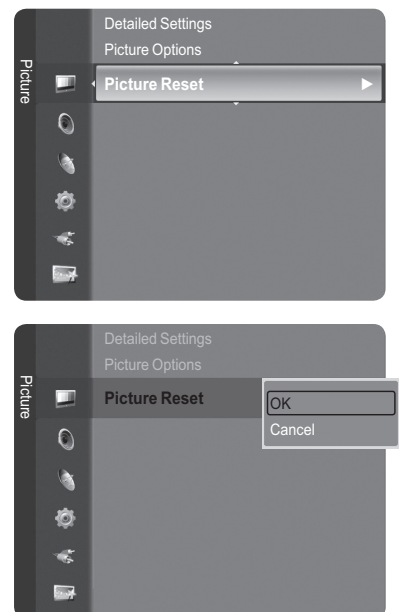 Detailed Settings
Picture Options
Picture
Picture Reset
Detailed Settings
Picture Options
Picture
Picture Reset
OK
Cancel